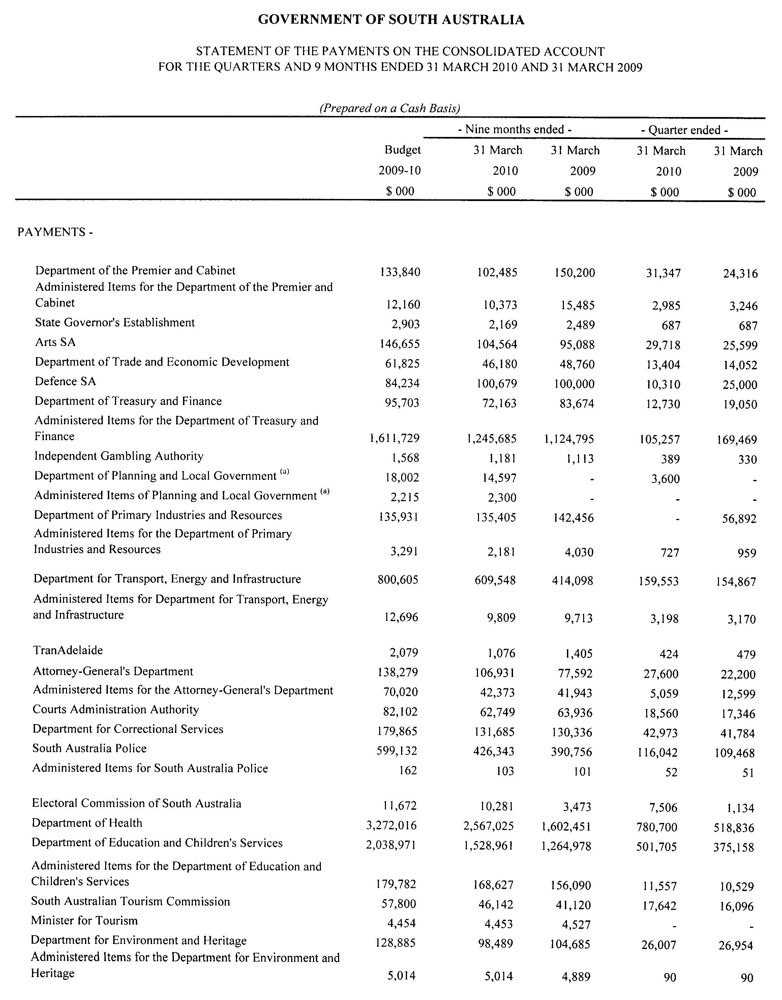 GOVERNMENT OF SOUTH AUSTRALIA
STATEMENT OF THE PAYMENTS ON THE CONSOLIDATED ACCOUNT
FOR THE QUARTERS AND 9 MONTHS ENDED 31 MARCH 2010 AND 31 MARCH 2009
(Prepared on a Cash Basis)
- Nine months ended - - Quarter ended -
Budget 31 March 31 March 31 March 31 March
2009-10 2010 2009 2010 2009
$ 000 $ 000 $ 000 $ 000 $ 000
PAYMENTS -
Department of the Premier and Cabinet 133,840 102,485 150,200 31,347 24,316
Administered Items for the Department of the Premier and
Cabinet 12,160 10,373 15,485 2,985 3,246
State Governor's Establishment 2,903 2,169 2,489 687 687
Arts SA 146,655 104,564 95,088 29,718 25,599
Department of Trade and Economic Development 61,825 46,180 48,760 13,404 14,052
Defence SA 84,234 100,679 100,000 10,310 25,000
Department of Treasury and Finance 95,703 72,163 83,674 12,730 19,050
Administered Items for the Department of Treasury and
Finance 1,611,729 1,245,685 1,124,795 105,257 169,469
Independent Gambling Authority 1,568 1,181 1,113 389 330
Department of Planning and Local Government (a) 18,002 14,597 - 3,600 -
Administered Items of Planning and Local Government (a) 2,215 2,300 - - -
Department of Primary Industries and Resources 135,931 135,405 142,456 - 56,892
Administered Items for the Department of Primary
Industries and Resources 3,291 2,181 4,030 727 959
Department for Transport, Energy and Infrastructure 800,605 609,548 414,098 159,553 154,867
Administered Items for Department for Transport, Energy
and Infrastructure 12,696 9,809 9,713 3,198 3,170
TranAdelaide 2,079 1,076 1,405 424 479
Attorney-General's Department 138,279 106,931 77,592 27,600 22,200
Administered Items for the Attorney-General's Department 70,020 42,373 41,943 5,059 12,599
Courts Administration Authority 82,102 62,749 63,936 18,560 17,346
Department for Correctional Services 179,865 131,685 130,336 42,973 41,784
South Australia Police 599,132 426,343 390,756 116,042 109,468
Administered Items for South Australia Police 162 103 101 52 51
Electoral Commission of South Australia 11,672 10,281 3,473 7,506 1,134
Department of Health 3,272,016 2,567,025 1,602,451 780,700 518,836
Department of Education and Children's Services 2,038,971 1,528,961 1,264,978 501,705 375,158
Administered Items for the Department of Education and
Children's Services 179,782 168,627 156,090 11,557 10,529
South Australian Tourism Commission 57,800 46,142 41,120 17,642 16,096
Minister for Tourism 4,454 4,453 4,527 - -
Department for Environment and Heritage 128,885 98,489 104,685 26,007 26,954
Administered Items for the Department for Environment and
Heritage 5,014 5,014 4,889 90 90